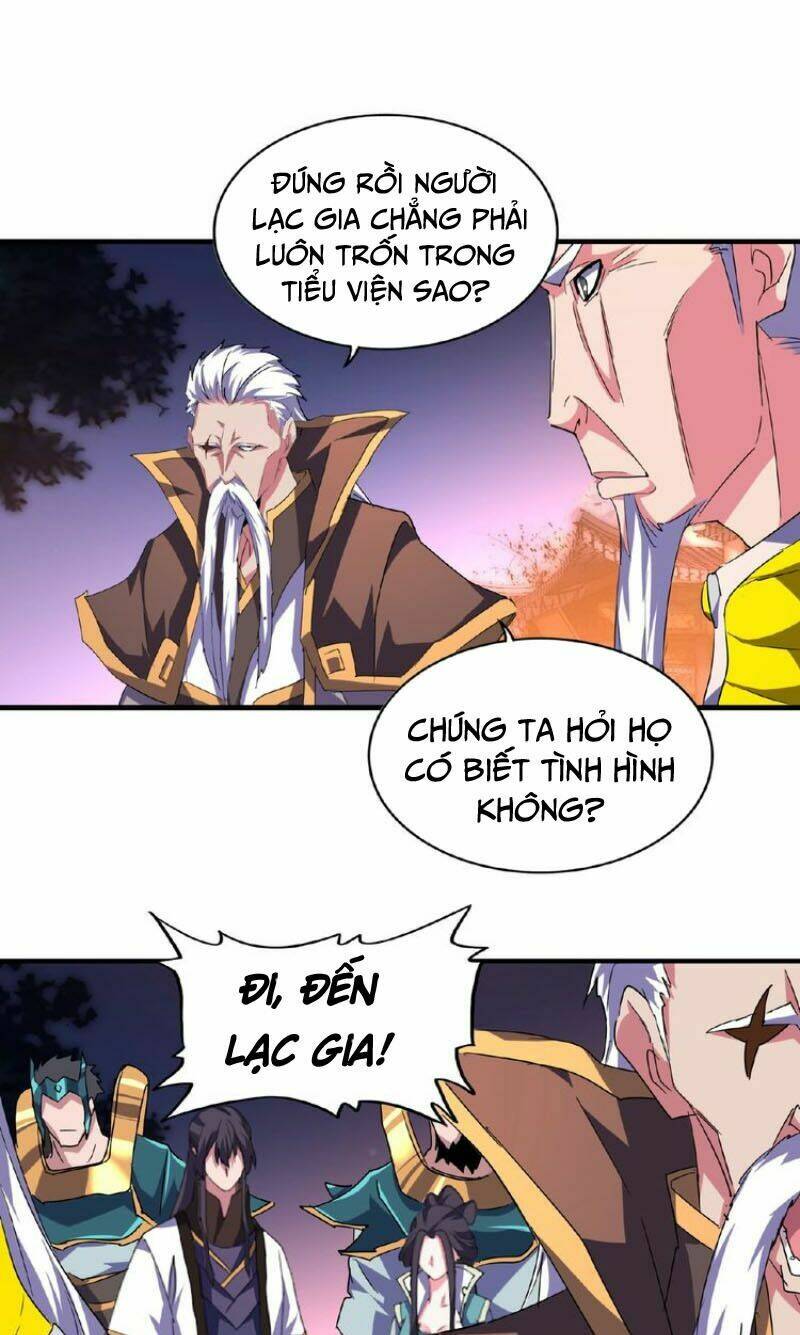 ĐÚNG RỒI NGƯỜI
LẠC GIA CHẲNG PHẢI
LUÔN TRỐN TRONG
TIỂU VIỆN SAO?
CHÚNG TA HỎI HỌ
CÓ BIẾT TÌNH HÌNH
KHÔNG?
ĐI, ĐẾN
LẠC GIA!